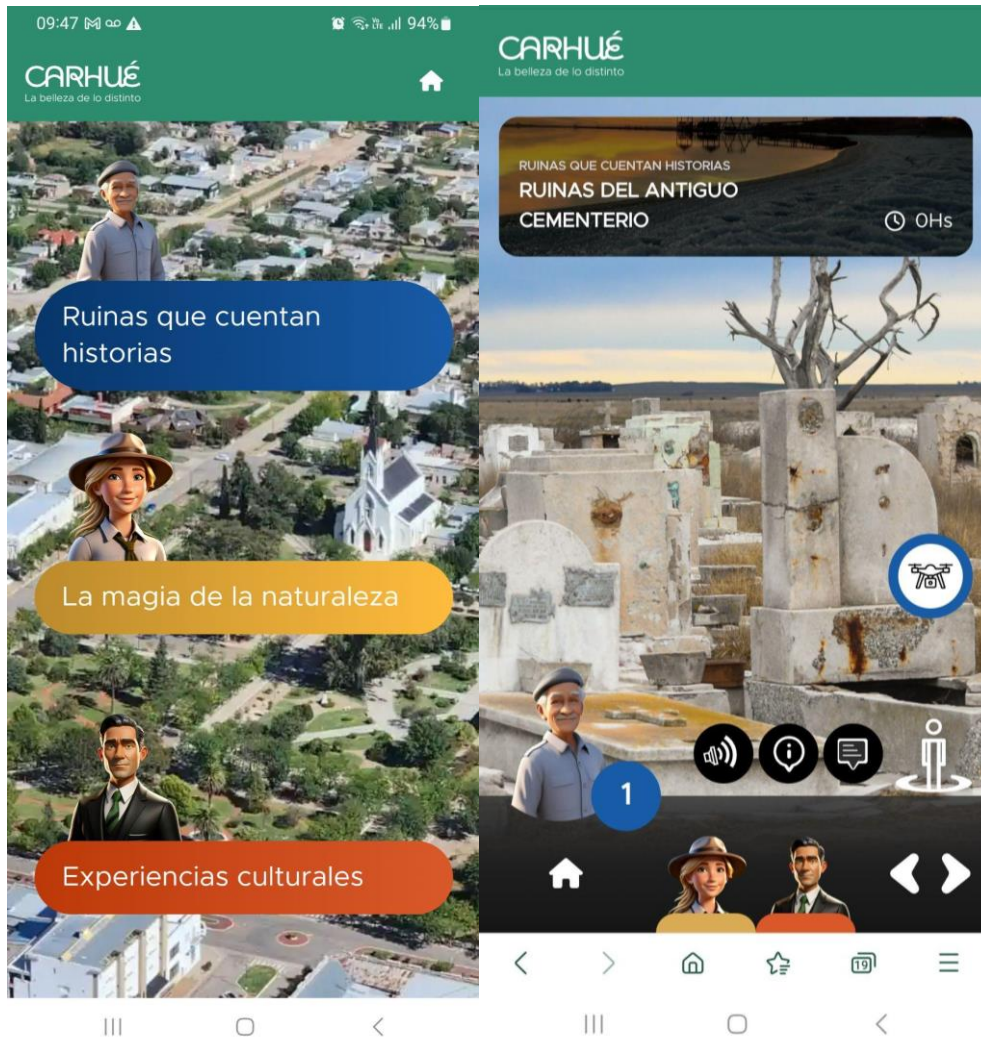 09:47
94%
CARHUÉ
La belleza de lo distinto
Ruinas que cuentan
historias
La magia de la naturaleza
Experiencias culturales
CARHUÉ
La belleza de lo distinto
RUINAS QUE CUENTAN HISTORIAS
RUINAS DEL ANTIGUO
CEMENTERIO
0Hs
1
19